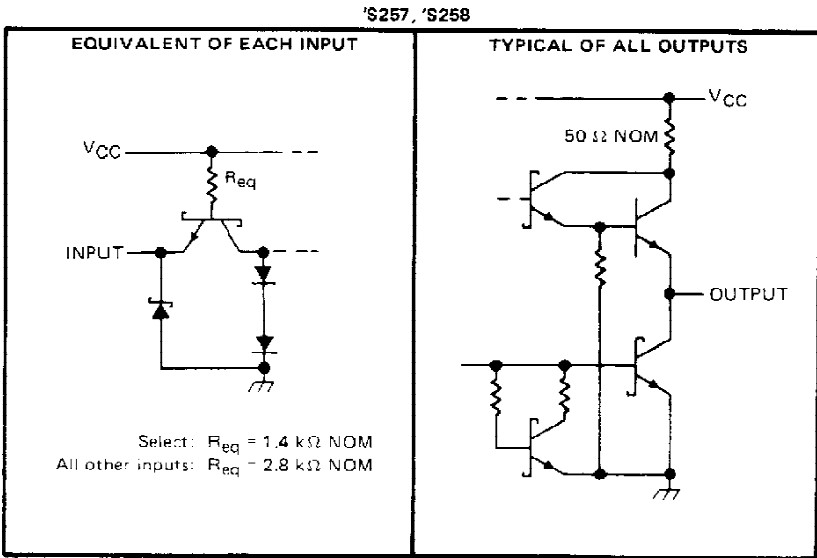 'S257, 'S258
EQUIVALENT OF EACH INPUT
VCC
Req
INPUT
Select: Req = 1.4 kΩ NOM
All other inputs: Req = 2.8 kΩ NOM
TYPICAL OF ALL OUTPUTS
VCC
50 Ω NOM
OUTPUT